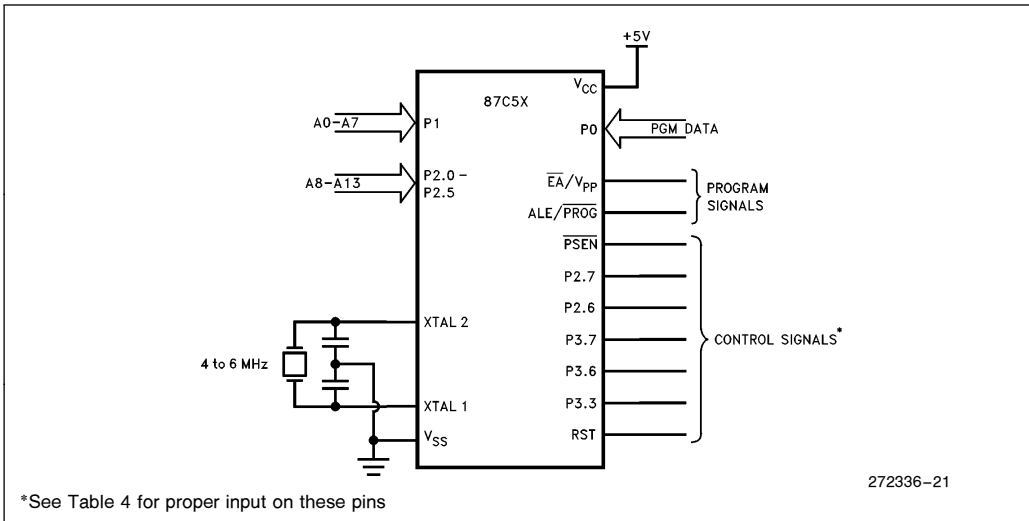 +5V
VCC
87C5X
A0-A7
P1
P0
PGM DATA
A8-A13
P2.0-
P2.5
EA/VPP
ALE/PROG
PROGRAM
SIGNALS
PSEN
P2.7
P2.6
P3.7
P3.6
P3.3
RST
CONTROL SIGNALS*
XTAL 2
4 to 6 MHz
XTAL 1
VSS
272336-21
*See Table 4 for proper input on these pins